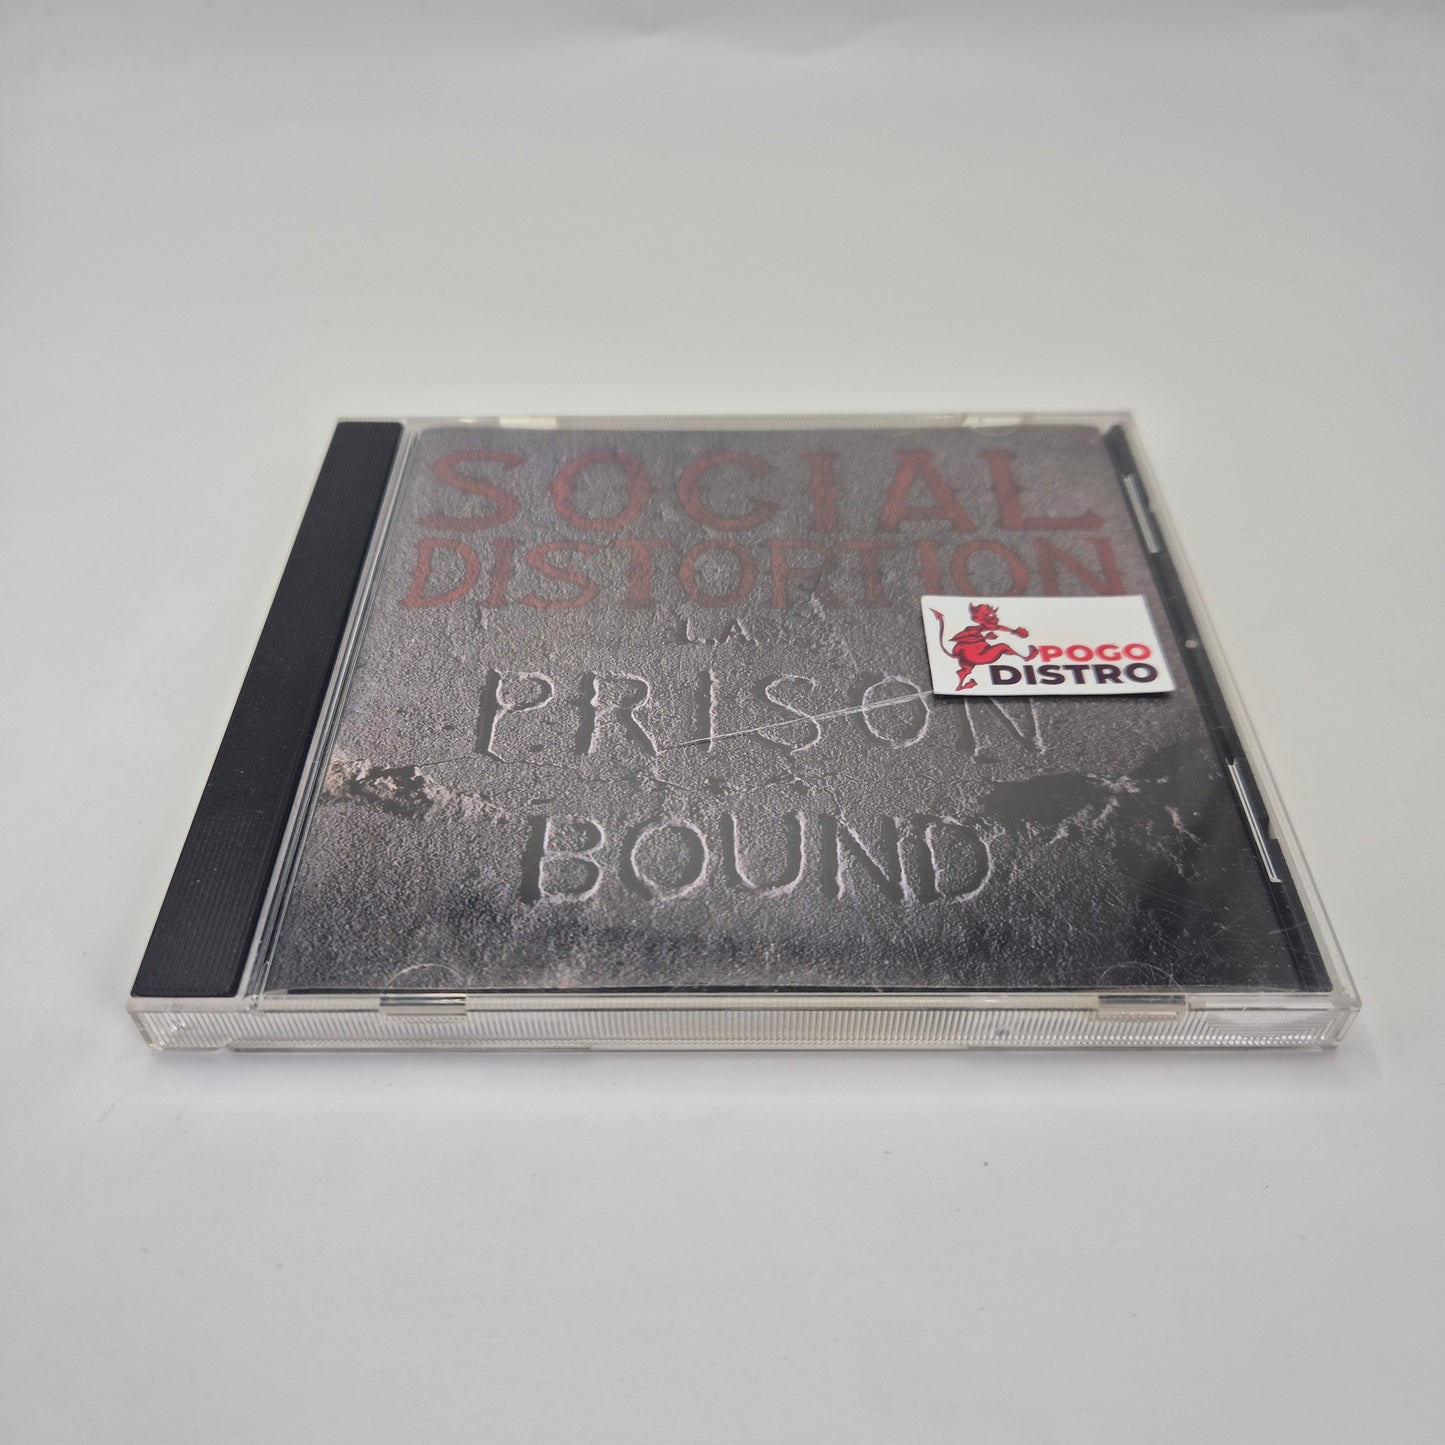 SOCIAL
DISTORTION
L.A.
PRISON
BOUND
POGO
DISTRO